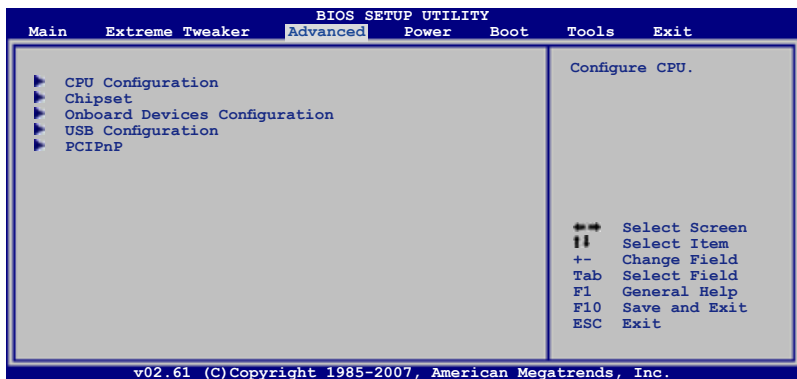 BIOS SETUP UTILITY
Main Extreme Tweaker Advanced Power Boot Tools Exit
CPU Configuration
Chipset
Onboard Devices Configuration
USB Configuration
PCIPnP
Configure CPU.
Select Screen
Select Item
+- Change Field
Tab Select Field
F1 General Help
F10 Save and Exit
ESC Exit
v02.61 (C)Copyright 1985-2007, American Megatrends, Inc.